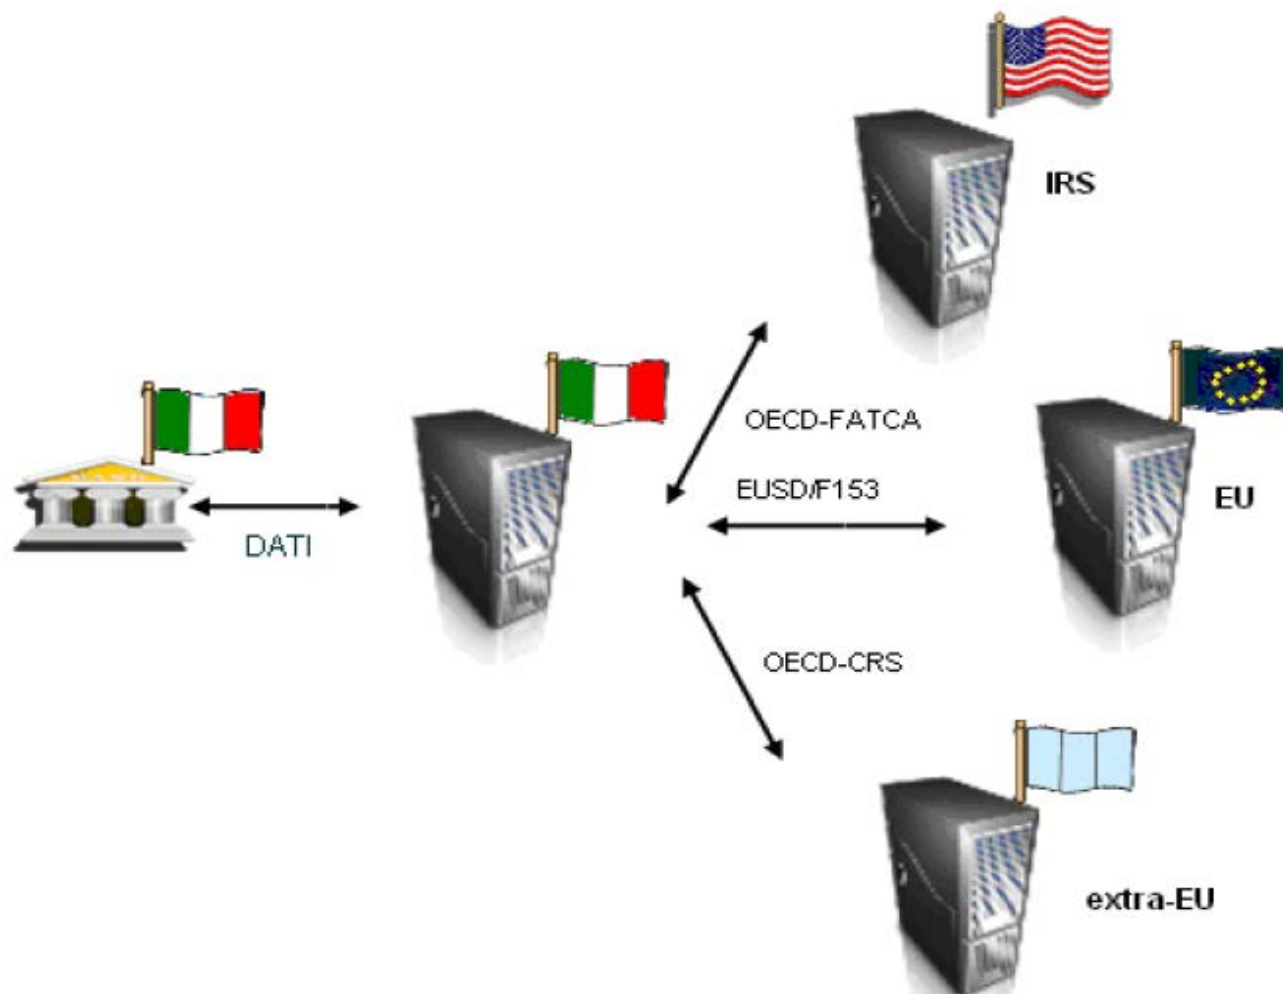 IRS
OECD-FATCA
EUSD/F153
EU
DATI
OECD-CRS
extra-EU